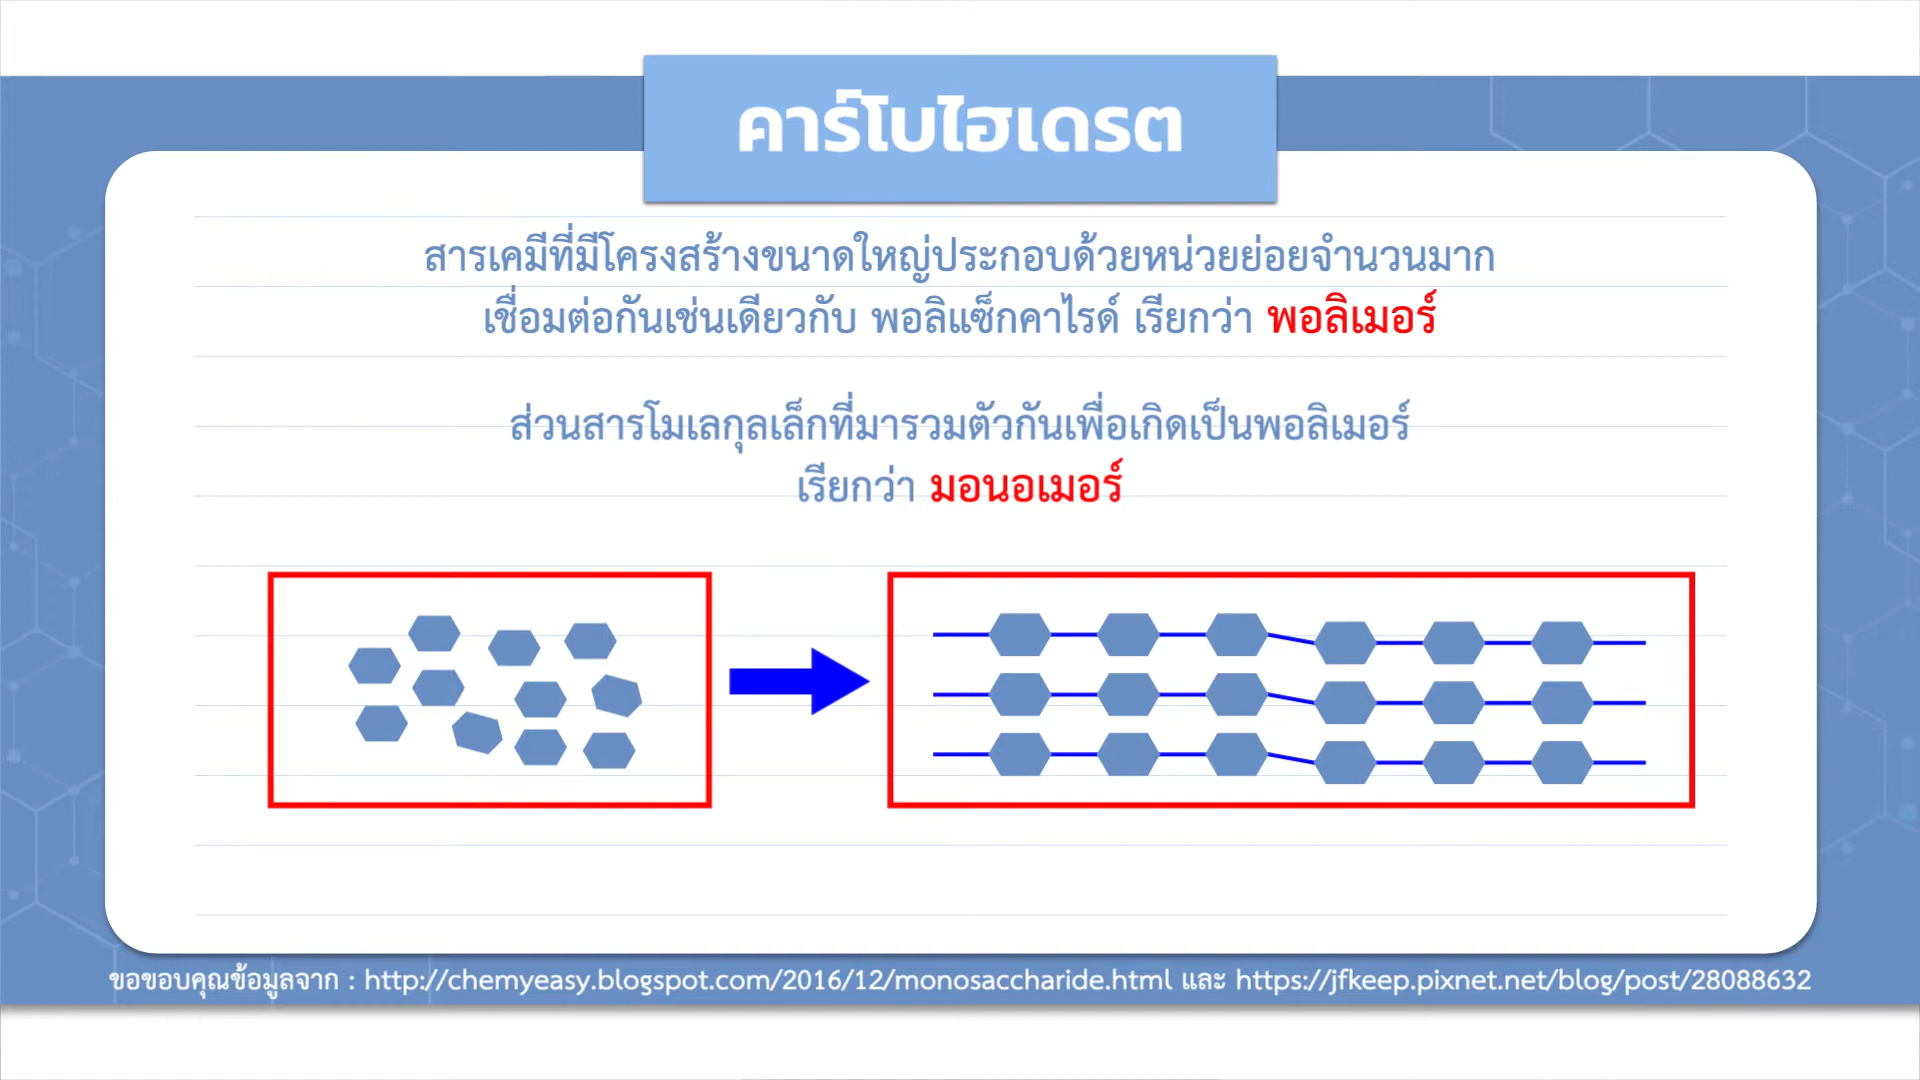 คาร์โบไฮเดรต
สารเคมีที่มีโครงสร้างขนาดใหญ่ประกอบด้วยหน่วยย่อยจำนวนมาก
เชื่อมต่อกันเช่นเดียวกับ พอลิแซ็กคาไรด์ เรียกว่า พอลิเมอร์
ส่วนสารโมเลกุลเล็กที่มารวมตัวกันเพื่อเกิดเป็นพอลิเมอร์
เรียกว่า มอนอเมอร์
ขอขอบคุณข้อมูลจาก : http://chemyeasy.blogspot.com/2016/12/monosaccharide.html และ https://jfkeep.pixnet.net/blog/post/28088632